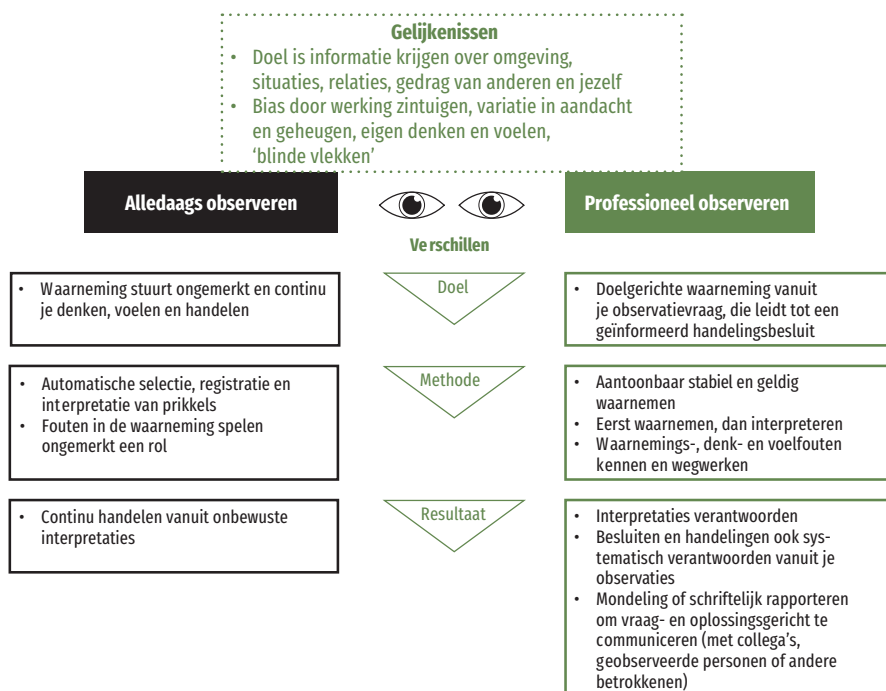 Gelijkenissen
• Doel is informatie krijgen over omgeving,
situaties, relaties, gedrag van anderen en jezelf
• Bias door werking zintuigen, variatie in aandacht
en geheugen, eigen denken en voelen,
‘blinde vlekken’
Alledaags observeren
Professioneel observeren
Verschillen
• Waarneming stuurt ongemerkt en continu
je denken, voelen en handelen
Doel
• Doelgerichte waarneming vanuit
je observatievraag, die leidt tot een
geïnformeerd handelingsbesluit
• Automatische selectie, registratie en
interpretatie van prikkels
• Fouten in de waarneming spelen
ongemerkt een rol
Methode
• Aantoonbaar stabiel en geldig
waarnemen
• Eerst waarnemen, dan interpreteren
• Waarnemings-, denk- en voelfouten
kennen en wegwerken
• Continu handelen vanuit onbewuste
interpretaties
Resultaat
• Interpretaties verantwoorden
• Besluiten en handelingen ook sys-
tematisch verantwoorden vanuit je
observaties
• Mondeling of schriftelijk rapporteren
om vraag- en oplossingsgericht te
communiceren (met collega’s,
geobserveerde personen of andere
betrokkenen)